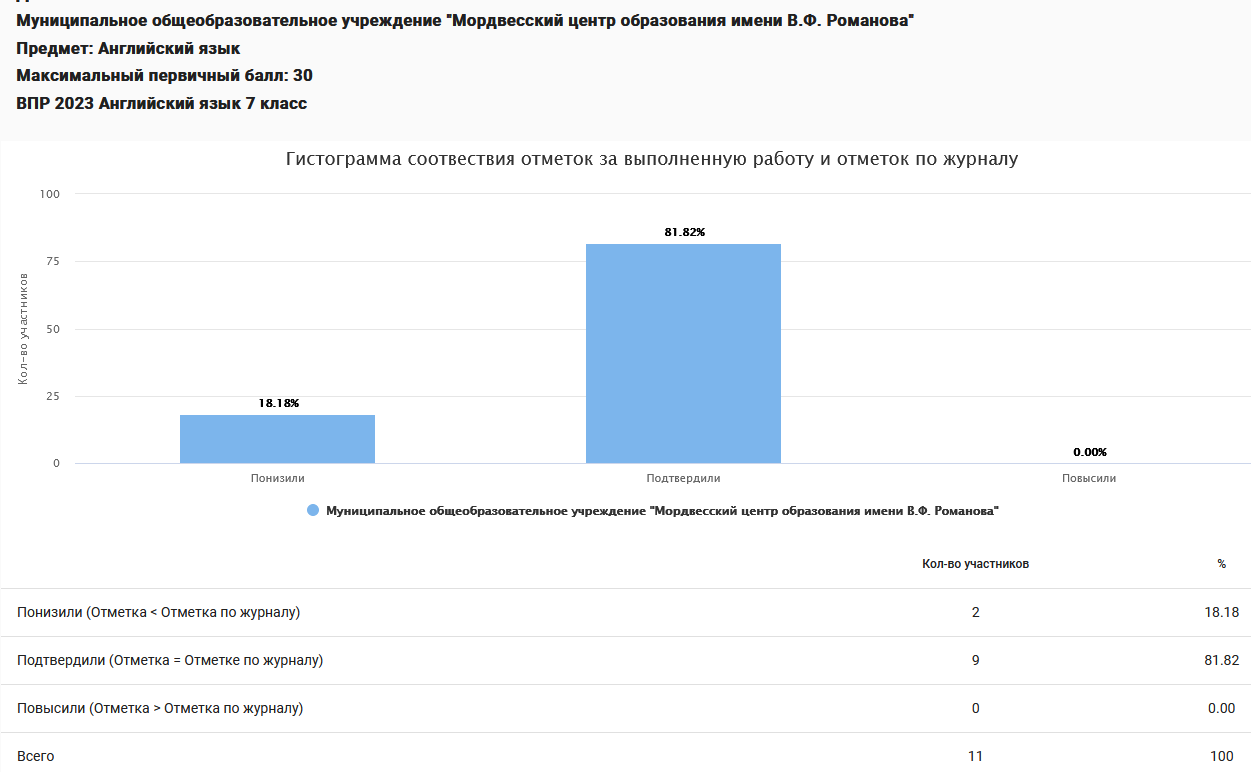 Муниципальное общеобразовательное учреждение "Мордвесский центр образования имени В.Ф. Романова"
Предмет: Английский язык
Максимальный первичный балл: 30
ВПР 2023 Английский язык 7 класс
Гистограмма соотвествия отметок за выполненную работу и отметок по журналу
100
75
50
25
0
Кол-во участников
18.18%
81.82%
0.00%
Понизили
Подтвердили
Повысили
Муниципальное общеобразовательное учреждение "Мордвесский центр образования имени В.Ф. Романова"
Кол-во участников %
Понизили (Отметка < Отметка по журналу) 2 18.18
Подтвердили (Отметка = Отметке по журналу) 9 81.82
Повысили (Отметка > Отметка по журналу) 0 0.00
Всего 11 100